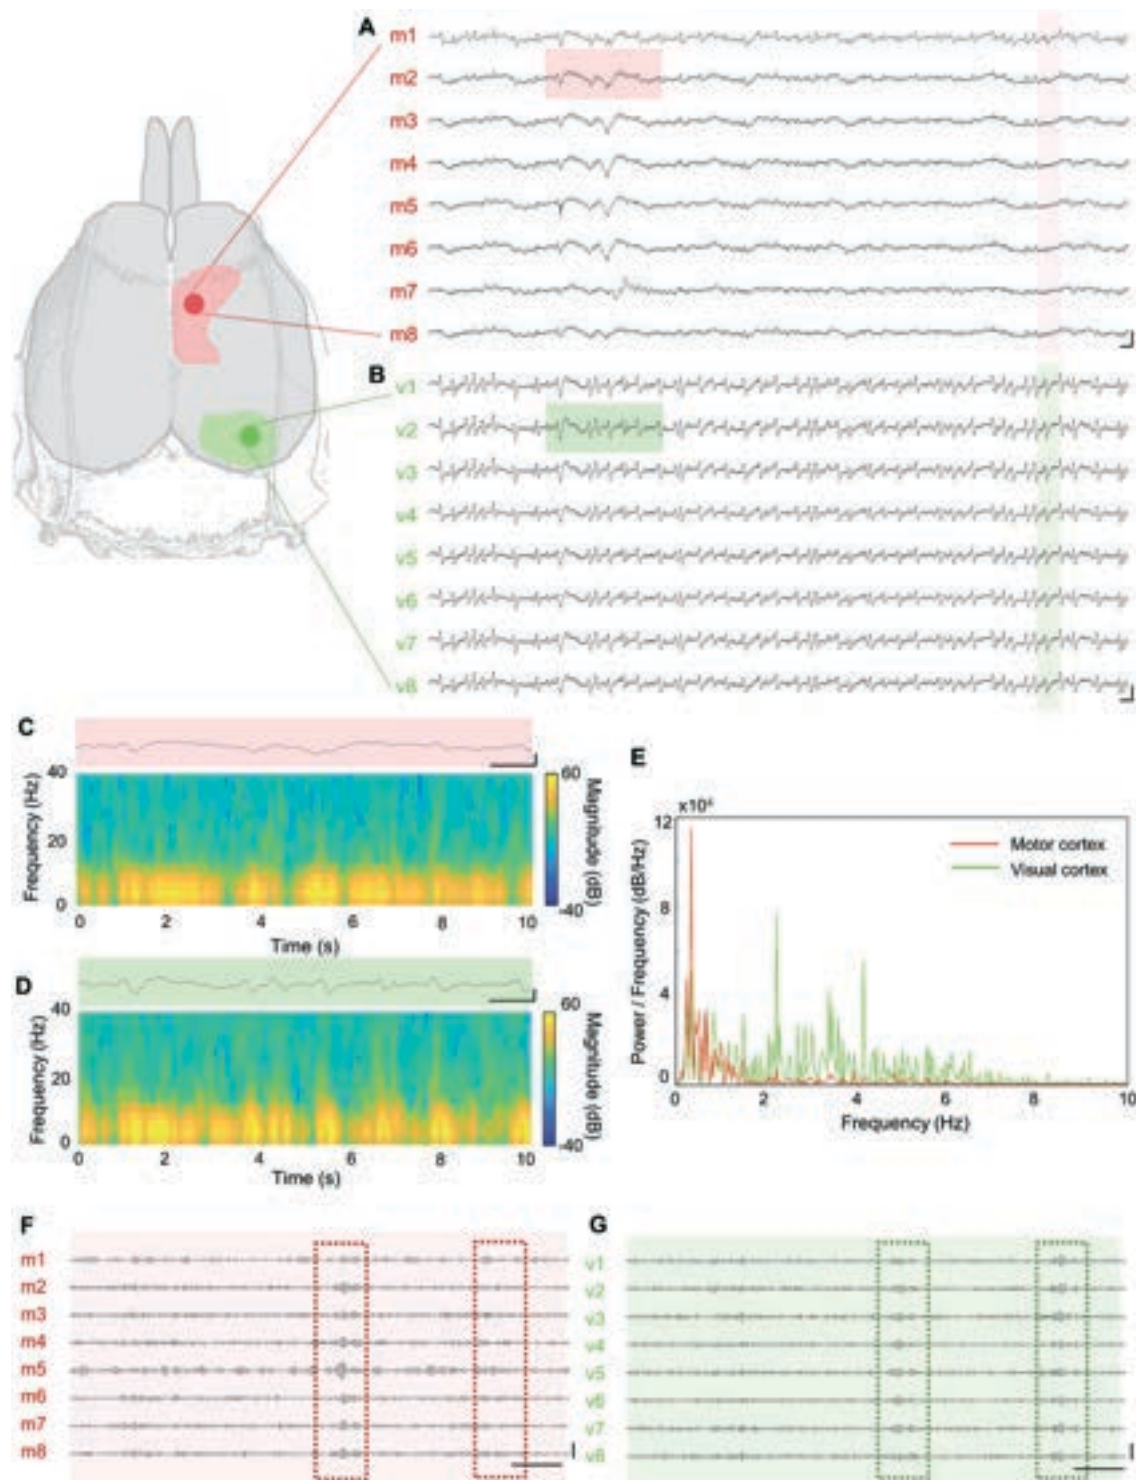 A
m1
m2
m3
m4
m5
m6
m7
m8
B
v1
v2
v3
v4
v5
v6
v7
v8
C
40
20
0
Frequency (Hz)
0 2 4 6 8 10
Time (s)
60
-40
Magnitude (dB)
D
40
20
0
Frequency (Hz)
0 2 4 6 8 10
Time (s)
60
-40
Magnitude (dB)
E
12
8
4
0
Power / Frequency (dB/Hz)
Motor cortex
Visual cortex
0 2 4 6 8 10
Frequency (Hz)
F
m1
m2
m3
m4
m5
m6
m7
m8
G
v1
v2
v3
v4
v5
v6
v7
v8